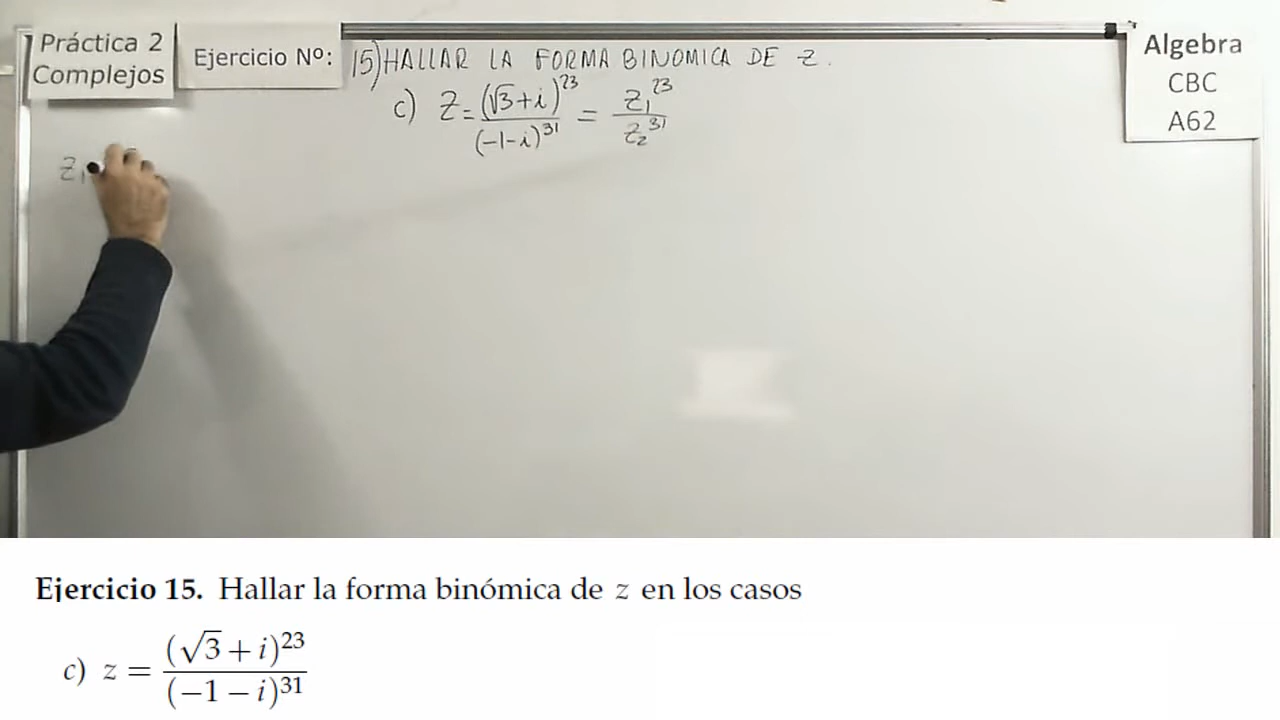 Práctica 2
Complejos
Ejercicio Nº:
15) HALLAR LA FORMA BINOMICA DE Z.
c) Z = (√3+i)^23 / (-1-i)^31 = Z₁^23 / Z₂^31
Algebra
CBC
A62
Z₁
Ejercicio 15. Hallar la forma binómica de z en los casos
c) z = (√3 + i)^23 / (−1 − i)^31